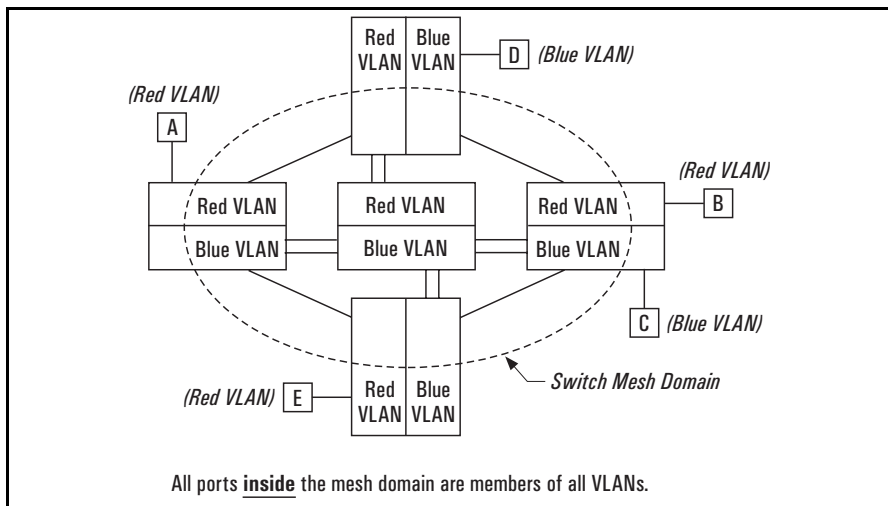 Red VLAN
Blue VLAN
D
(Blue VLAN)
(Red VLAN)
A
(Red VLAN)
B
Red VLAN
Blue VLAN
Red VLAN
Blue VLAN
Red VLAN
Blue VLAN
C
(Blue VLAN)
Switch Mesh Domain
(Red VLAN)
E
Red VLAN
Blue VLAN
All ports inside the mesh domain are members of all VLANs.